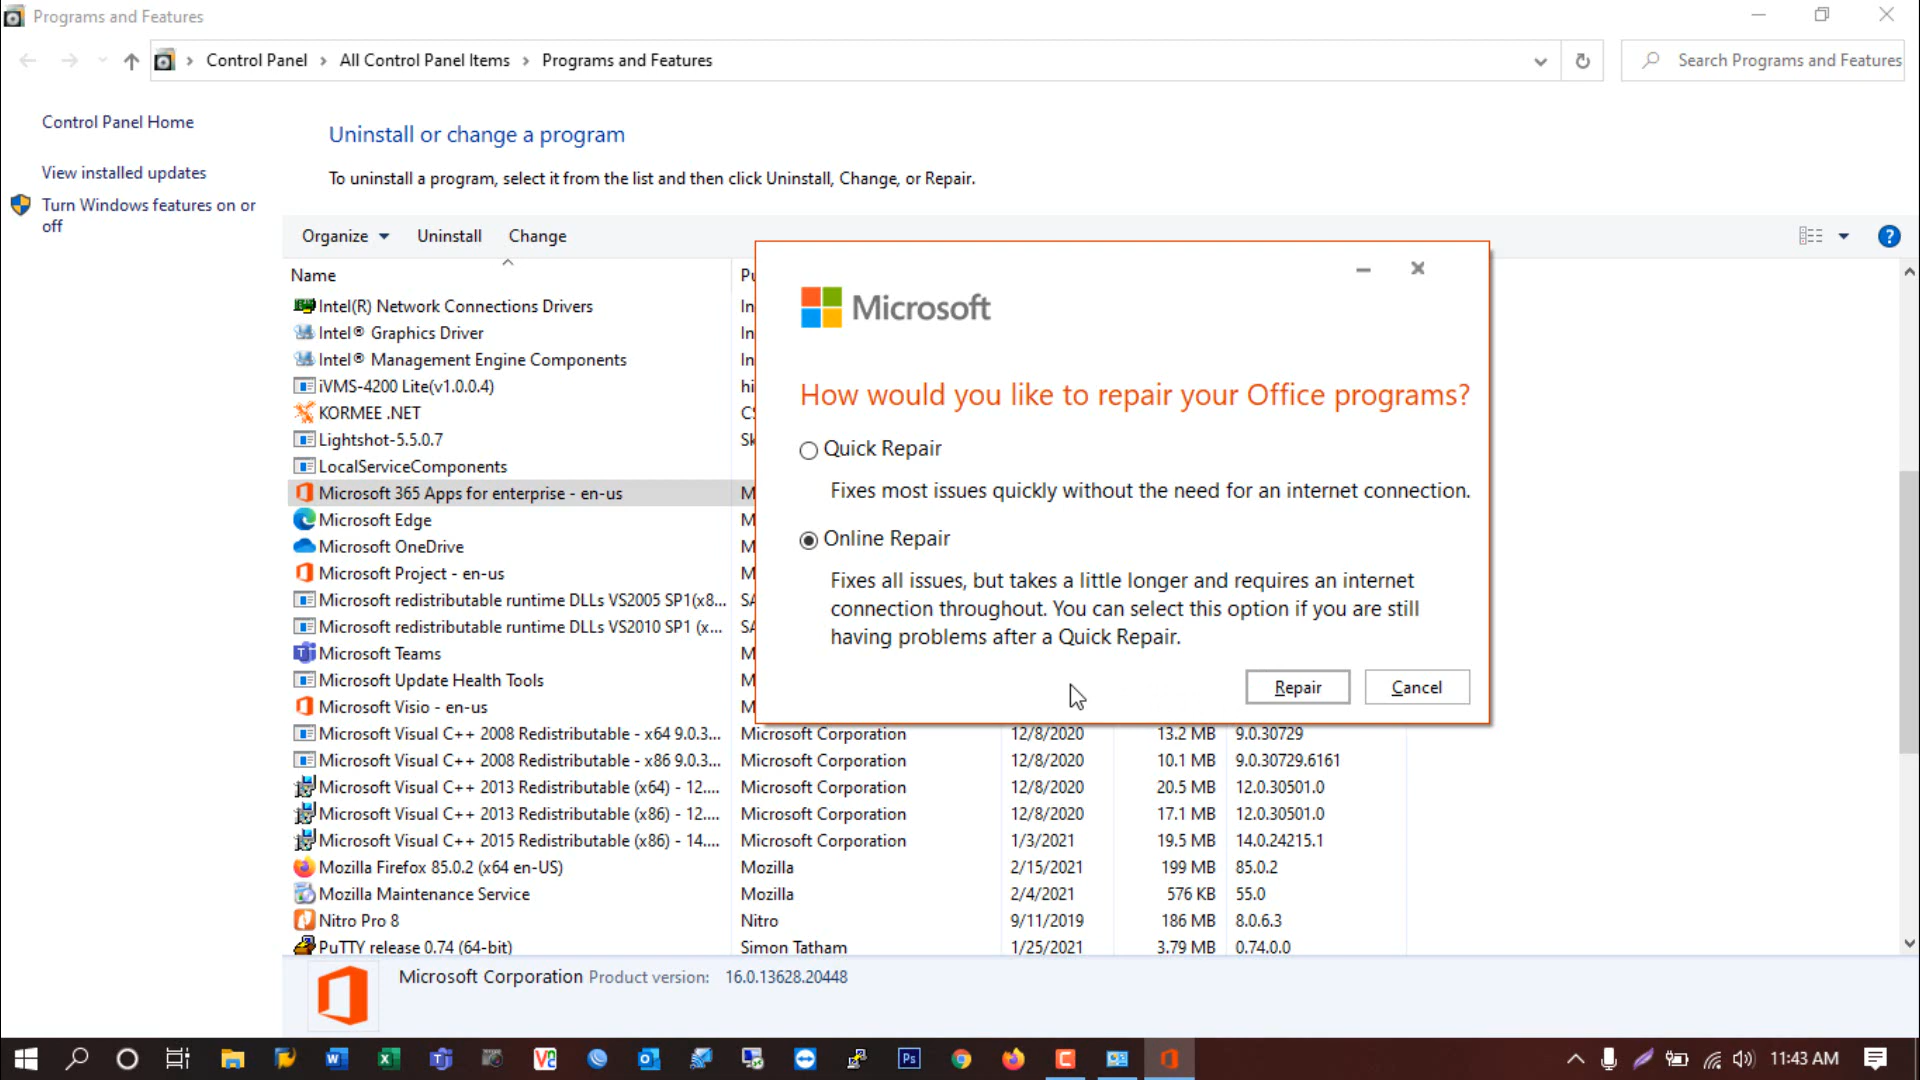 Programs and Features
Control Panel > All Control Panel Items > Programs and Features
Search Programs and Features
Control Panel Home
View installed updates
Turn Windows features on or
off
Uninstall or change a program
To uninstall a program, select it from the list and then click Uninstall, Change, or Repair.
Organize Uninstall Change
Name
Intel(R) Network Connections Drivers
Intel® Graphics Driver
Intel® Management Engine Components
iVMS-4200 Lite(v1.0.0.4)
KORMEE .NET
Lightshot-5.5.0.7
LocalServiceComponents
Microsoft 365 Apps for enterprise - en-us
Microsoft Edge
Microsoft OneDrive
Microsoft Project - en-us
Microsoft redistributable runtime DLLs VS2005 SP1(x8...
Microsoft redistributable runtime DLLs VS2010 SP1 (x...
Microsoft Teams
Microsoft Update Health Tools
Microsoft Visio - en-us
Microsoft Visual C++ 2008 Redistributable - x64 9.0.3... Microsoft Corporation 12/8/2020 13.2 MB 9.0.30729
Microsoft Visual C++ 2008 Redistributable - x86 9.0.3... Microsoft Corporation 12/8/2020 10.1 MB 9.0.30729.6161
Microsoft Visual C++ 2013 Redistributable (x64) - 12.... Microsoft Corporation 12/8/2020 20.5 MB 12.0.30501.0
Microsoft Visual C++ 2013 Redistributable (x86) - 12.... Microsoft Corporation 12/8/2020 17.1 MB 12.0.30501.0
Microsoft Visual C++ 2015 Redistributable (x86) - 14.... Microsoft Corporation 1/3/2021 19.5 MB 14.0.24215.1
Mozilla Firefox 85.0.2 (x64 en-US) Mozilla 2/15/2021 199 MB 85.0.2
Mozilla Maintenance Service Mozilla 2/4/2021 576 KB 55.0
Nitro Pro 8 Nitro 9/11/2019 186 MB 8.0.6.3
PuTTY release 0.74 (64-bit) Simon Tatham 1/25/2021 3.79 MB 0.74.0.0
Microsoft
How would you like to repair your Office programs?
Quick Repair
Fixes most issues quickly without the need for an internet connection.
Online Repair
Fixes all issues, but takes a little longer and requires an internet
connection throughout. You can select this option if you are still
having problems after a Quick Repair.
Repair Cancel
Microsoft Corporation Product version: 16.0.13628.20448
11:43 AM